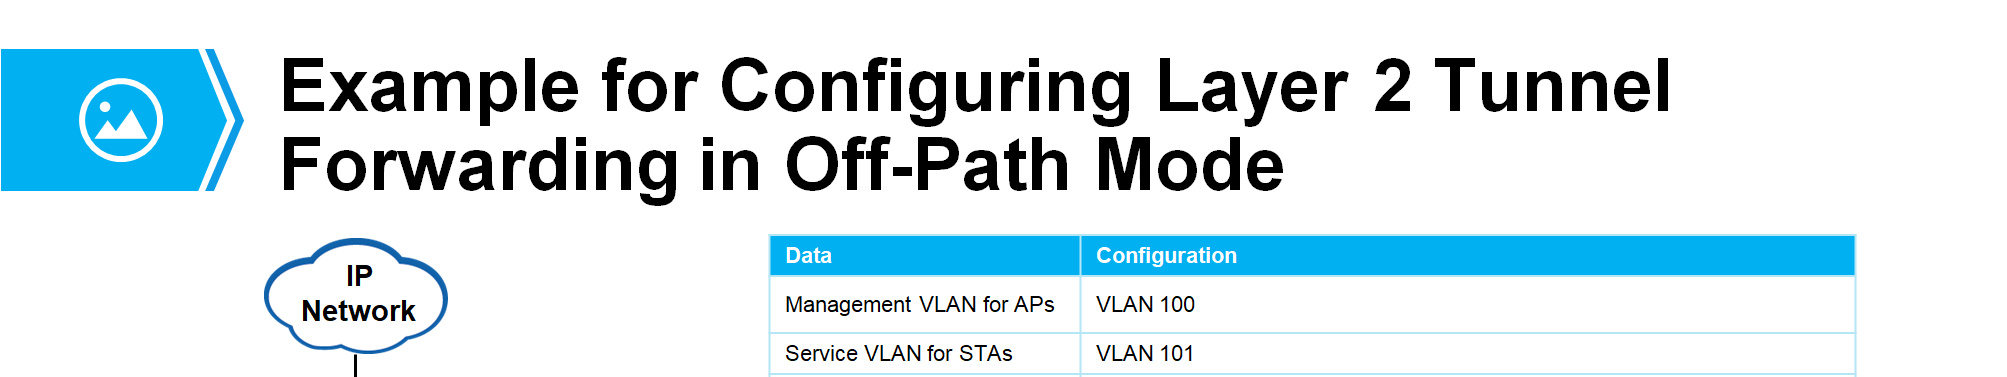 Example for Configuring Layer 2 Tunnel
Forwarding in Off-Path Mode
IP
Network
Data Configuration
Management VLAN for APs VLAN 100
Service VLAN for STAs VLAN 101